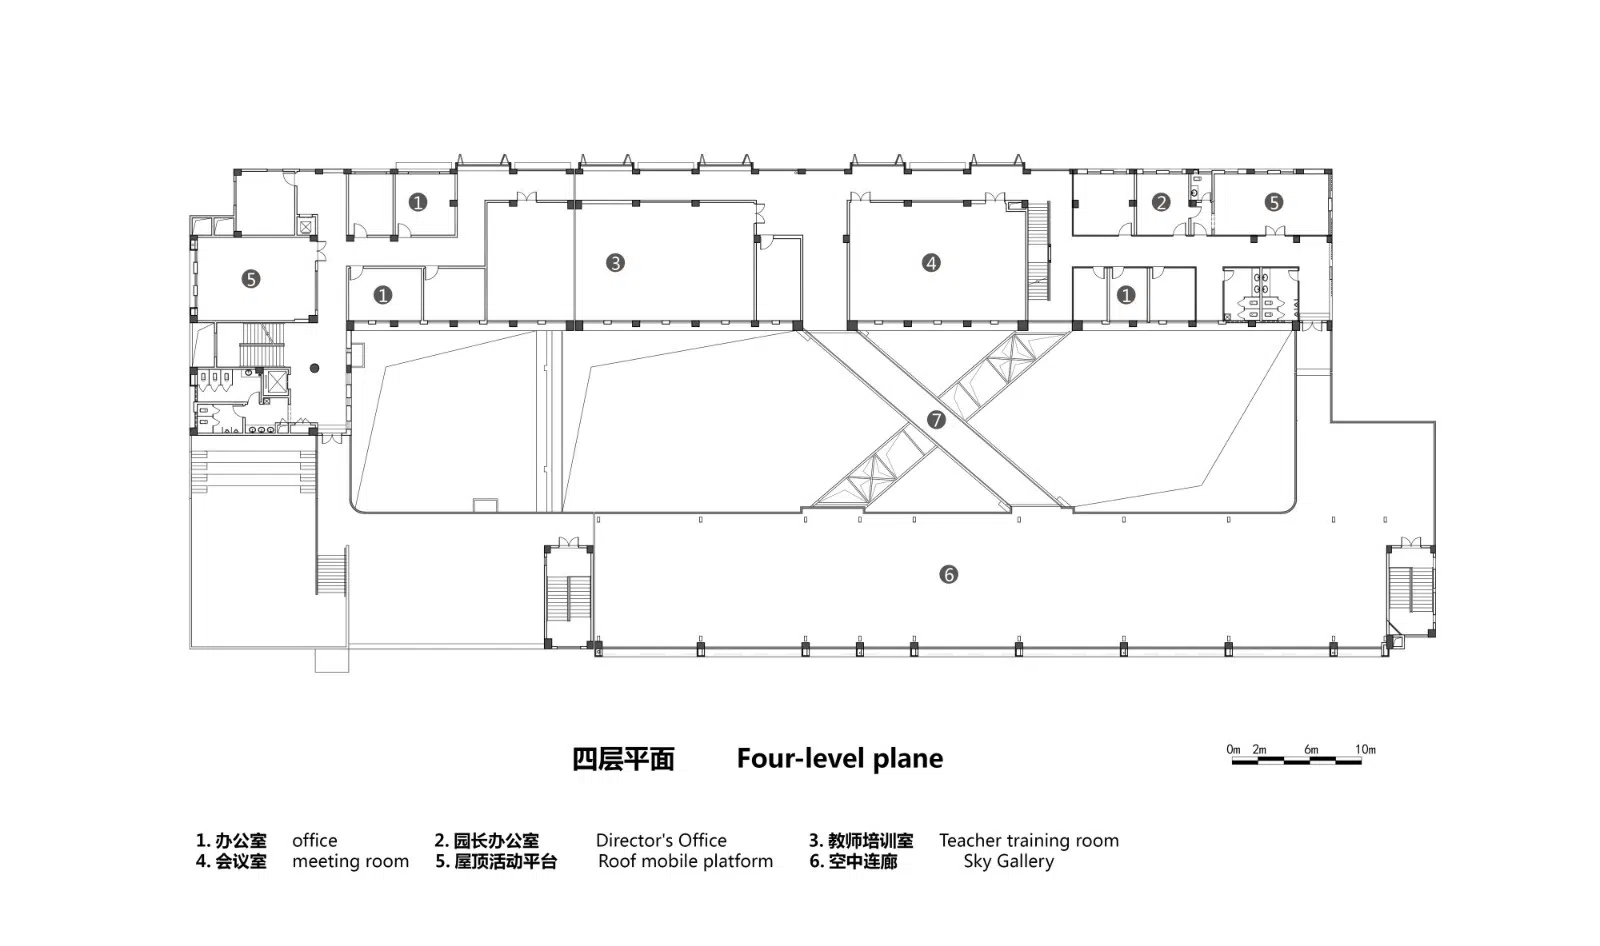 1 2 5
3 4
5 1 1
7
6
四层平面 Four-level plane
0m 2m 6m 10m
1. 办公室 office 2. 园长办公室 Director's Office 3. 教师培训室 Teacher training room
4. 会议室 meeting room 5. 屋顶活动平台 Roof mobile platform 6. 空中连廊 Sky Gallery